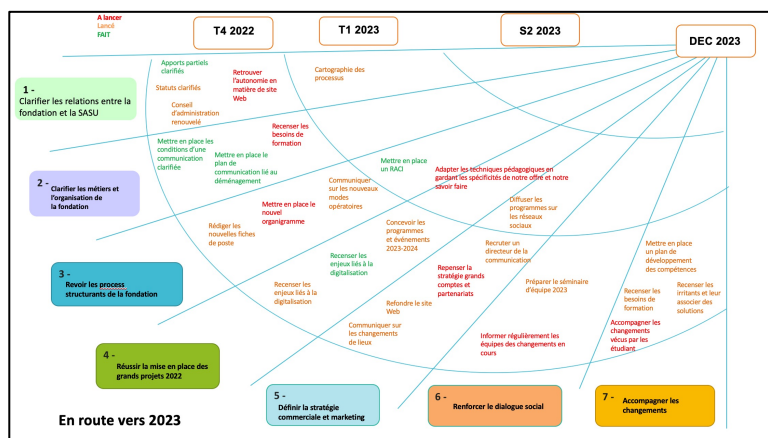 A lancer
Lancé
FAIT
T4 2022
T1 2023
S2 2023
DEC 2023
1 -
Clarifier les relations entre la
fondation et la SASU
Apports partiels
clarifiés
Statuts clarifiés
Conseil
d'administration
renouvelé
Retrouver
l'autonomie en
matière de site
Web
Cartographie des
processus
Recenser les
besoins de
formation
Mettre en place les
conditions d'une
communication
clarifiée
Mettre en place le
plan de
communication lié au
déménagement
Mettre en place
un RACI
Adapter les techniques pédagogiques en
gardant les spécificités de notre offre et notre
savoir faire
2 -
Clarifier les métiers et
l'organisation de
la fondation
Communiquer
sur les nouveaux
modes
opératoires
Mettre en place le
nouvel
organigramme
Diffuser les
programmes sur
les réseaux
sociaux
Rédiger les
nouvelles fiches
de poste
Concevoir les
programmes et
événements
2023-2024
Recruter un
directeur de la
communication
Mettre en place
un plan de
développement
des compétences
3 -
Revoir les process
structurants de la fondation
Recenser les
enjeux liés à la
digitalisation
Recenser les
enjeux liés à la
digitalisation
Repenser la
stratégie grands
comptes et
partenariats
Préparer le séminaire
d'équipe 2023
Recenser les
besoins de
formation
Recenser les
irritants et leur
associer des
solutions
Refondre le site
Web
Communiquer sur
les changements
de lieux
Informer régulièrement les
équipes des changements en
cours
Accompagner les
changements
vécus par les
étudiant
4 -
Réussir la mise en place des
grands projets 2022
5 -
Définir la stratégie
commerciale et marketing
6 -
Renforcer le dialogue social
7 -
Accompagner les
changements
En route vers 2023